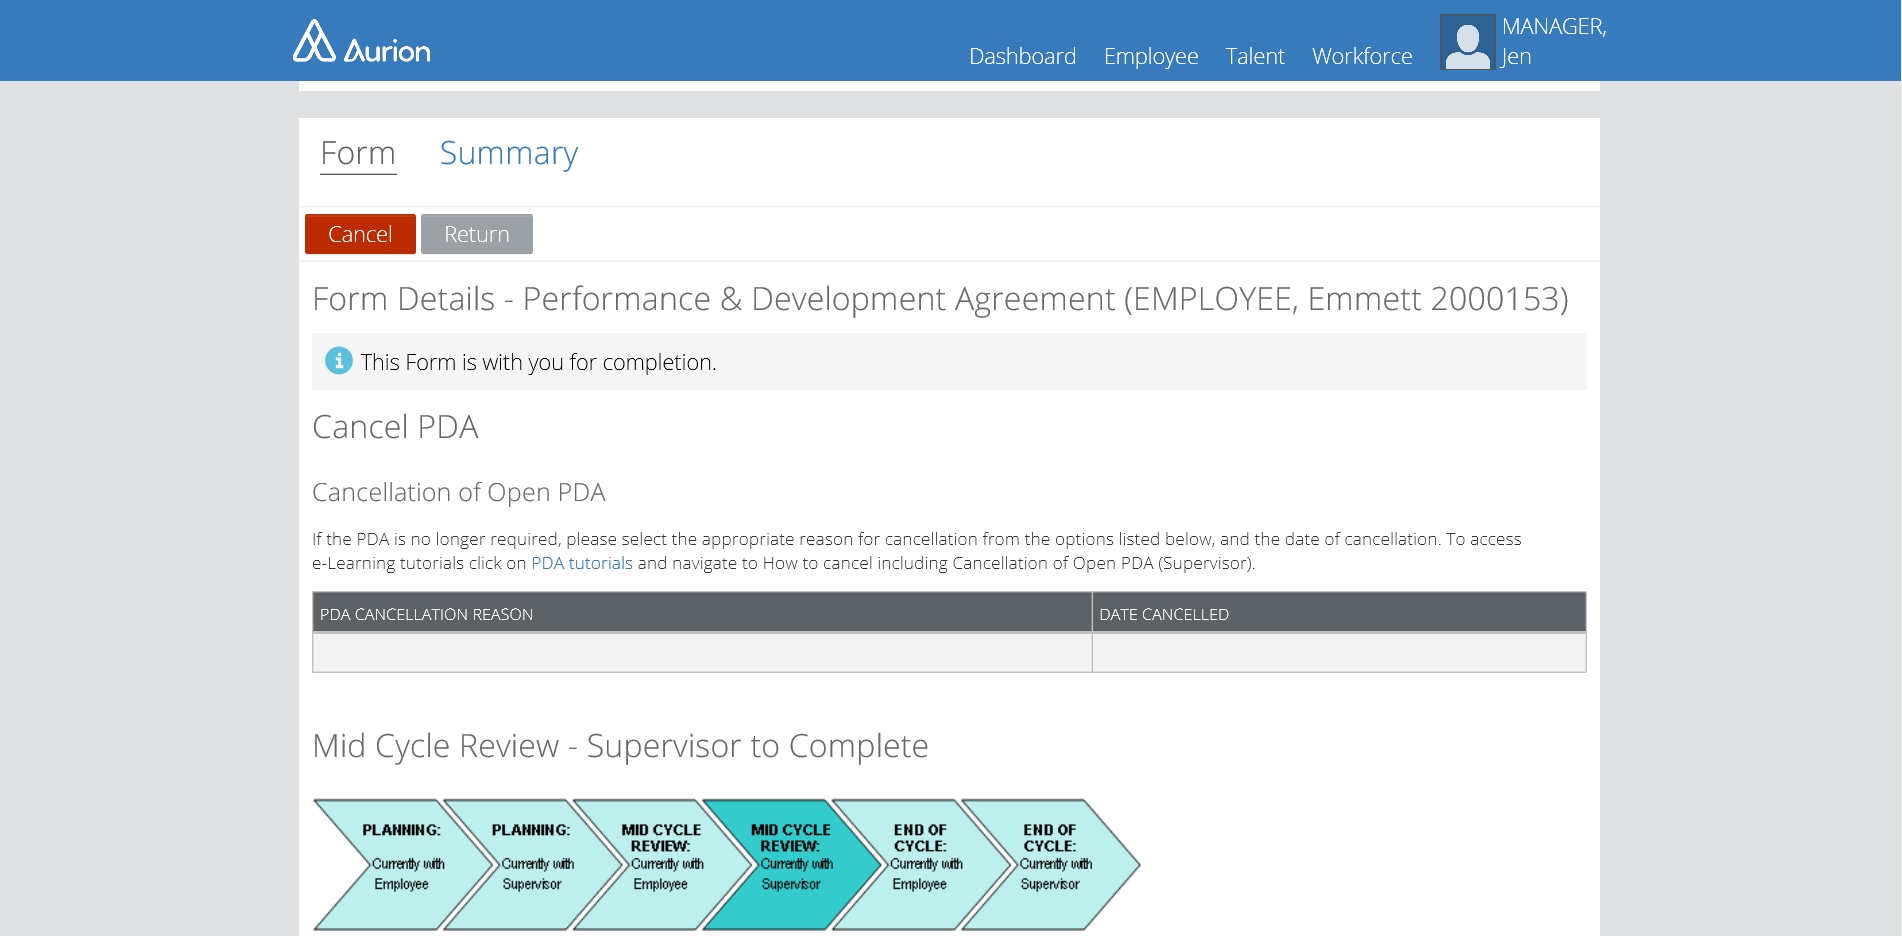 Aurion
Dashboard Employee Talent Workforce
MANAGER,
Jen
Form Summary
Cancel Return
Form Details - Performance & Development Agreement (EMPLOYEE, Emmett 2000153)
This Form is with you for completion.
Cancel PDA
Cancellation of Open PDA
If the PDA is no longer required, please select the appropriate reason for cancellation from the options listed below, and the date of cancellation. To access
e-Learning tutorials click on PDA tutorials and navigate to How to cancel including Cancellation of Open PDA (Supervisor).
PDA CANCELLATION REASON DATE CANCELLED
Mid Cycle Review - Supervisor to Complete
PLANNING:
Currently with
Employee
PLANNING:
Currently with
Supervisor
MID CYCLE
REVIEW:
Currently with
Employee
MID CYCLE
REVIEW:
Currently with
Supervisor
END OF
CYCLE:
Currently with
Employee
END OF
CYCLE:
Currently with
Supervisor